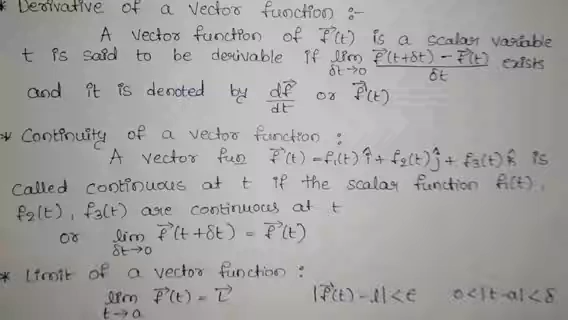 * Derivative of a vector function :-
A vector function of f⃗(t) is a scalar variable
t is said to be derivable if lim_{δt→0} (f⃗(t+δt) - f⃗(t))/δt exists
and it is denoted by df⃗/dt or f⃗'(t)
* Continuity of a vector function :
A vector fun f⃗(t) = f₁(t) î + f₂(t) ĵ + f₃(t) k̂ is
called continuous at t if the scalar function f₁(t),
f₂(t), f₃(t) are continuous at t
or lim_{δt→0} f⃗(t+δt) = f⃗(t)
* Limit of a vector function :
lim_{t→a} f⃗(t) = l⃗ |f⃗(t) - l| < ε 0<|t-a|<δ